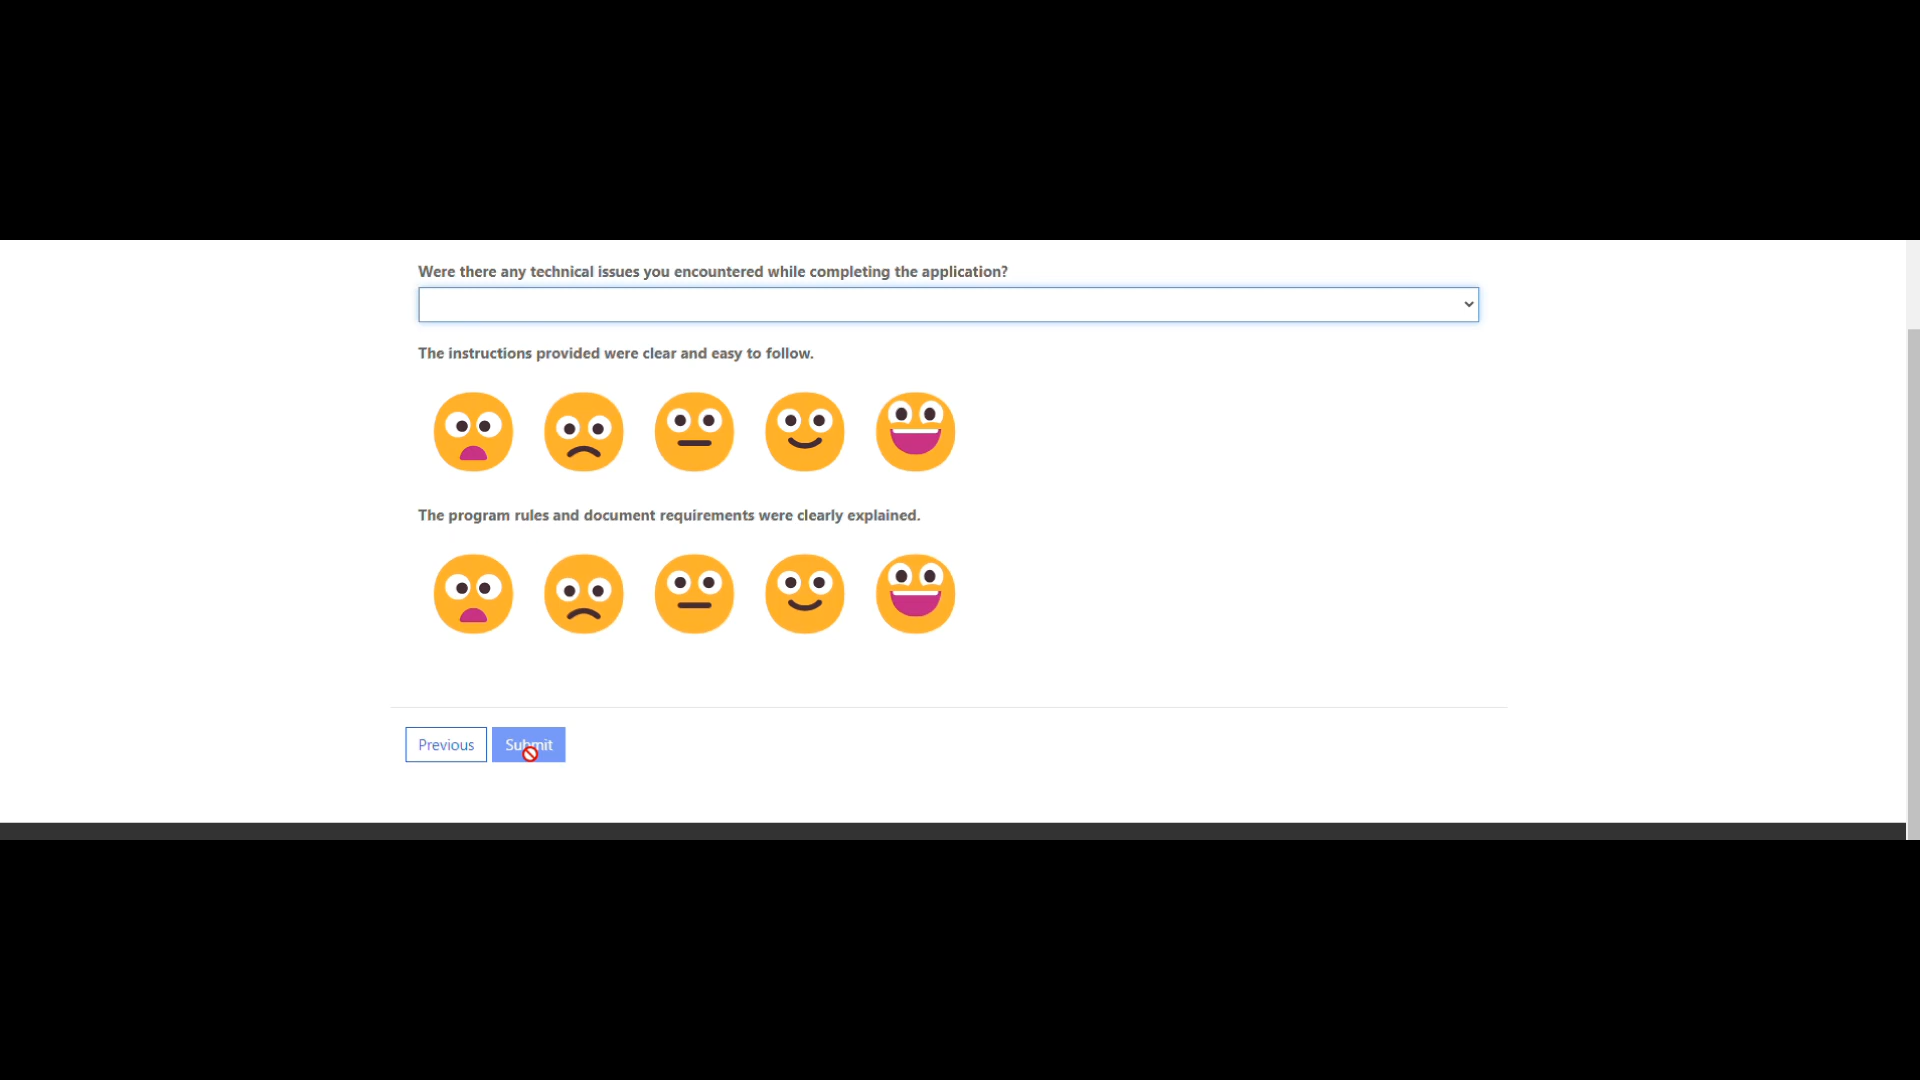 Were there any technical issues you encountered while completing the application?
The instructions provided were clear and easy to follow.
The program rules and document requirements were clearly explained.
Previous Submit